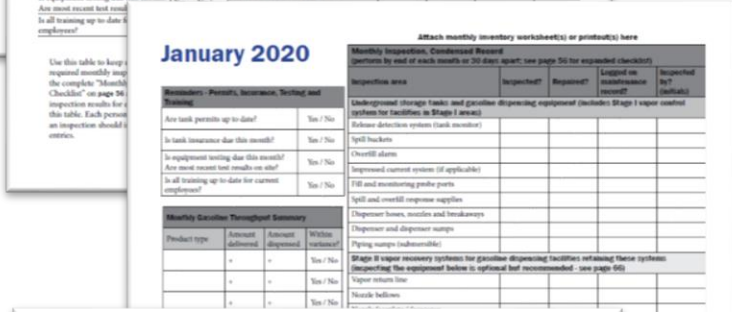 Are most recent test resul
Is all training up to date f
employees?
Use this table to keep
required monthly insp
the complete "Monthl
Checklist" on page 56
inspection results for
this table. Each person
an inspection should i
entries.
January 2020
Reminders - Permits, Insurance, Testing and
Training
Are tank permits up to date? Yes / No
Is tank insurance due this month? Yes / No
Is equipment testing due this month?
Are most recent test results on site? Yes / No
Is all training up to date for current
employees? Yes / No
Monthly Gasoline Throughput Summary
Product type Amount delivered Amount dispensed Within variance?
+ + Yes / No
+ + Yes / No
+ + Yes / No
Attach monthly inventory worksheet(s) or printout(s) here
Monthly Inspection, Condensed Record
(perform by end of each month or 30 days apart; see page 56 for expanded checklist)
Inspection area Inspected? Repaired? Logged on maintenance record? Inspected by? (initials)
Underground storage tanks and gasoline dispensing equipment (includes Stage I vapor control
system for facilities in Stage I areas)
Release detection system (tank monitor)
Spill buckets
Overfill alarm
Impressed current system (if applicable)
Fill and monitoring probe ports
Spill and overfill response supplies
Dispenser hoses, nozzles and breakaways
Dispenser and dispenser sumps
Piping sumps (submersible)
Stage II vapor recovery systems for gasoline dispensing facilities retaining these systems
(inspecting the equipment below is optional but recommended - see page 56)
Vapor return line
Nozzle bellows